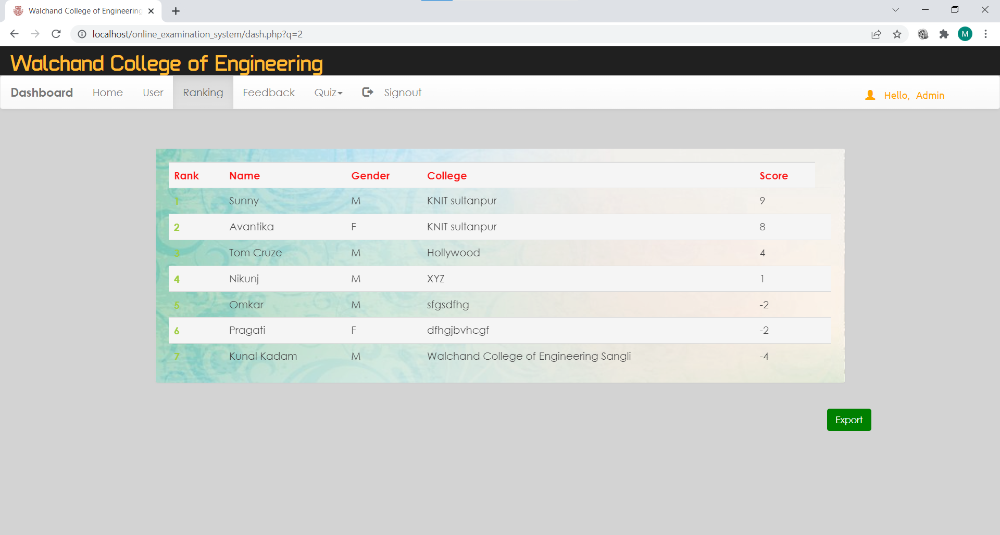 Walchand College of Engineering
localhost/online_examination_system/dash.php?q=2
M
Walchand College of Engineering
Dashboard Home User Ranking Feedback Quiz Signout Hello, Admin
Rank Name Gender College Score
1 Sunny M KNIT sultanpur 9
2 Avantika F KNIT sultanpur 8
3 Tom Cruze M Hollywood 4
4 Nikunj M XYZ 1
5 Omkar M sfgsdfhg -2
6 Pragati F dfhgjbvhcgf -2
7 Kunal Kadam M Walchand College of Engineering Sangli -4
Export